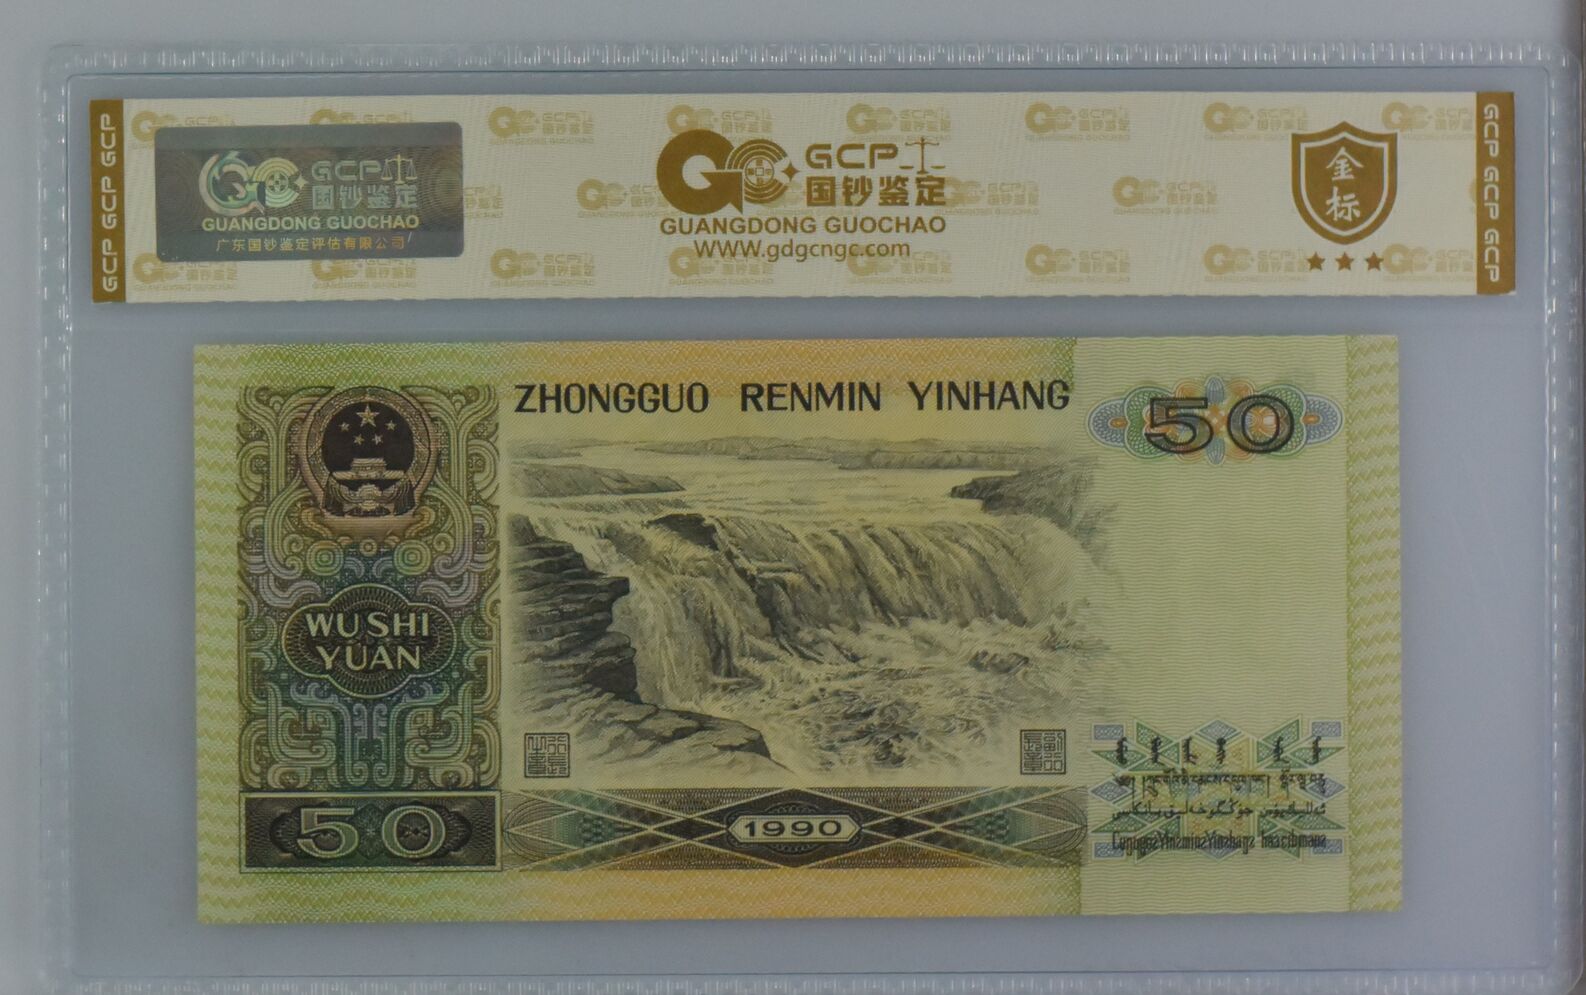 GCP GCP GCP
GCP
国钞鉴定
GUANGDONG GUOCHAO
广东国钞鉴定评估有限公司
GCP
国钞鉴定
GUANGDONG GUOCHAO
WWW.gdgcngc.com
金标
GCP GCP GCP
ZHONGGUO RENMIN YINHANG
50
WU SHI
YUAN
50
1990